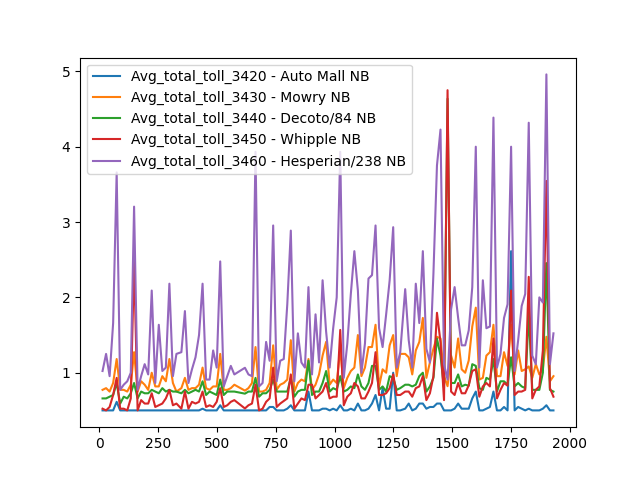 Avg_total_toll_3420 - Auto Mall NB
Avg_total_toll_3430 - Mowry NB
Avg_total_toll_3440 - Decoto/84 NB
Avg_total_toll_3450 - Whipple NB
Avg_total_toll_3460 - Hesperian/238 NB
5
4
3
2
1
0 250 500 750 1000 1250 1500 1750 2000